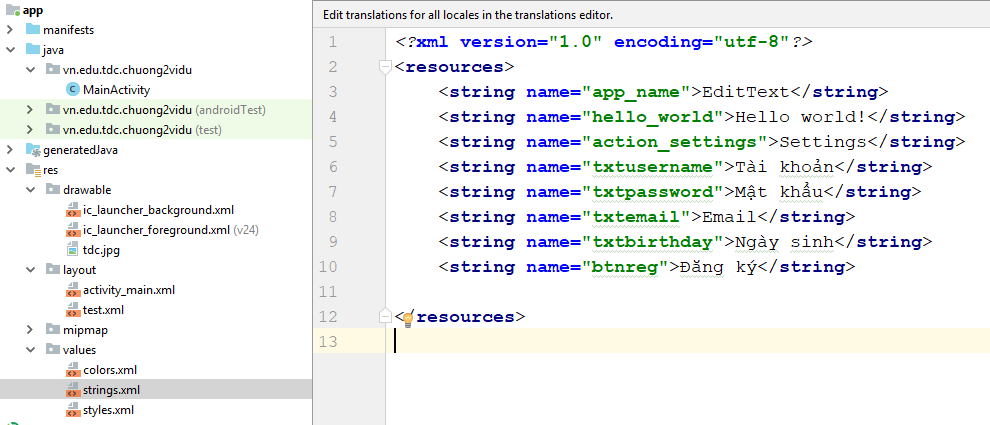 app
manifests
java
vn.edu.tdc.chuong2vidu
MainActivity
vn.edu.tdc.chuong2vidu (androidTest)
vn.edu.tdc.chuong2vidu (test)
generatedJava
res
drawable
ic_launcher_background.xml
ic_launcher_foreground.xml (v24)
tdc.jpg
layout
activity_main.xml
test.xml
mipmap
values
colors.xml
strings.xml
styles.xml
Edit translations for all locales in the translations editor.
1 <?xml version="1.0" encoding="utf-8"?>
2 <resources>
3 <string name="app_name">EditText</string>
4 <string name="hello_world">Hello world!</string>
5 <string name="action_settings">Settings</string>
6 <string name="txtusername">Tài khoản</string>
7 <string name="txtpassword">Mật khẩu</string>
8 <string name="txtemail">Email</string>
9 <string name="txtbirthday">Ngày sinh</string>
10 <string name="btnreg">Đăng ký</string>
11
12 </resources>
13